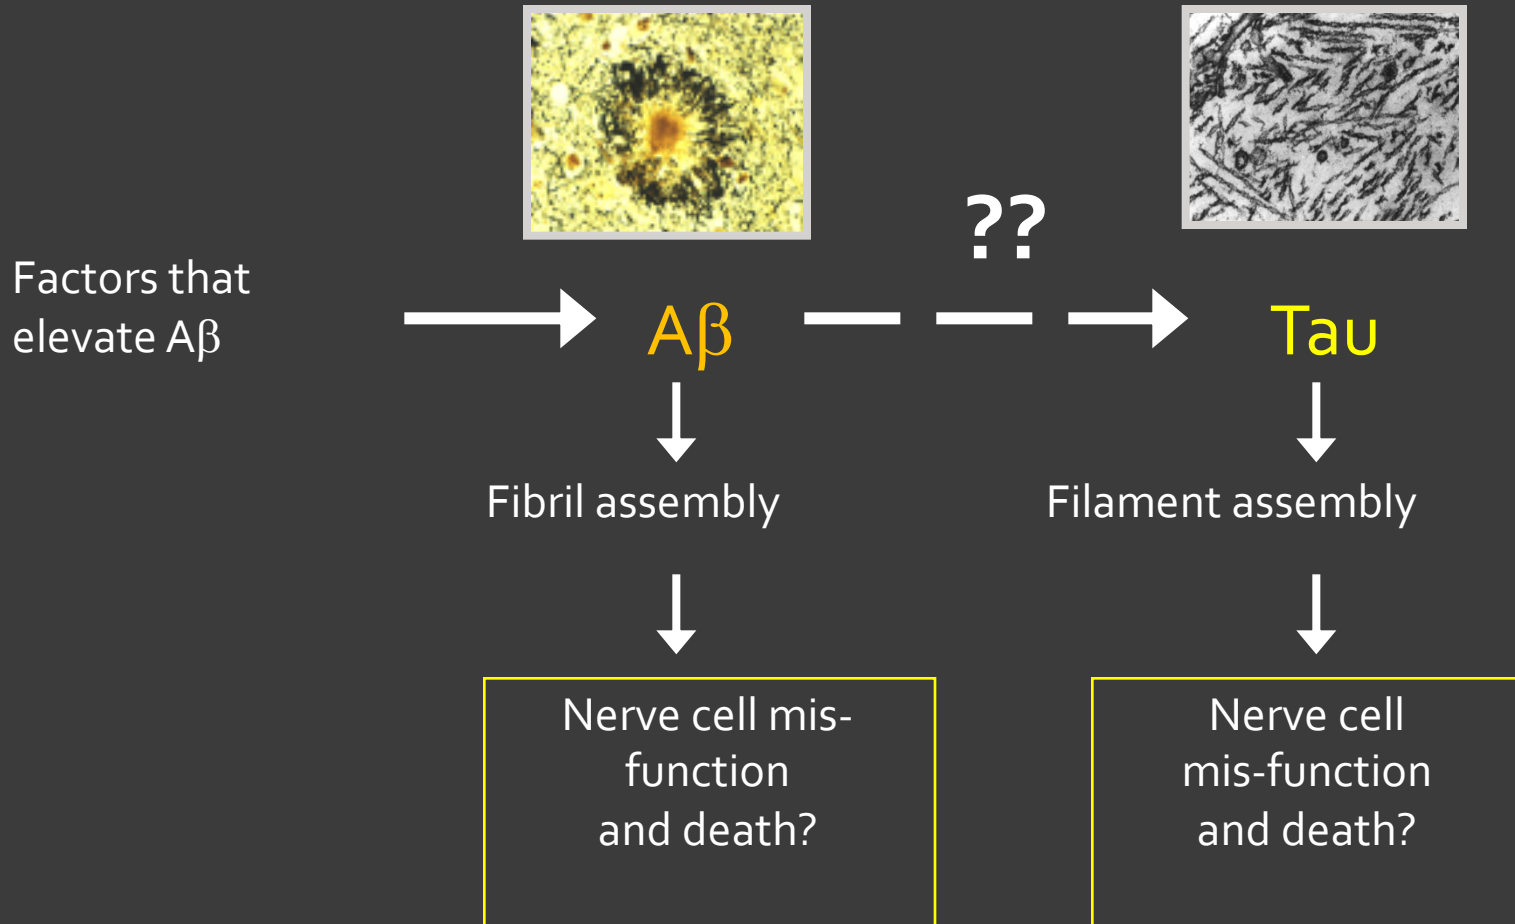 ??
Factors that
elevate Aβ
Aβ
Tau
Fibril assembly
Filament assembly
Nerve cell mis-
function
and death?
Nerve cell
mis-function
and death?